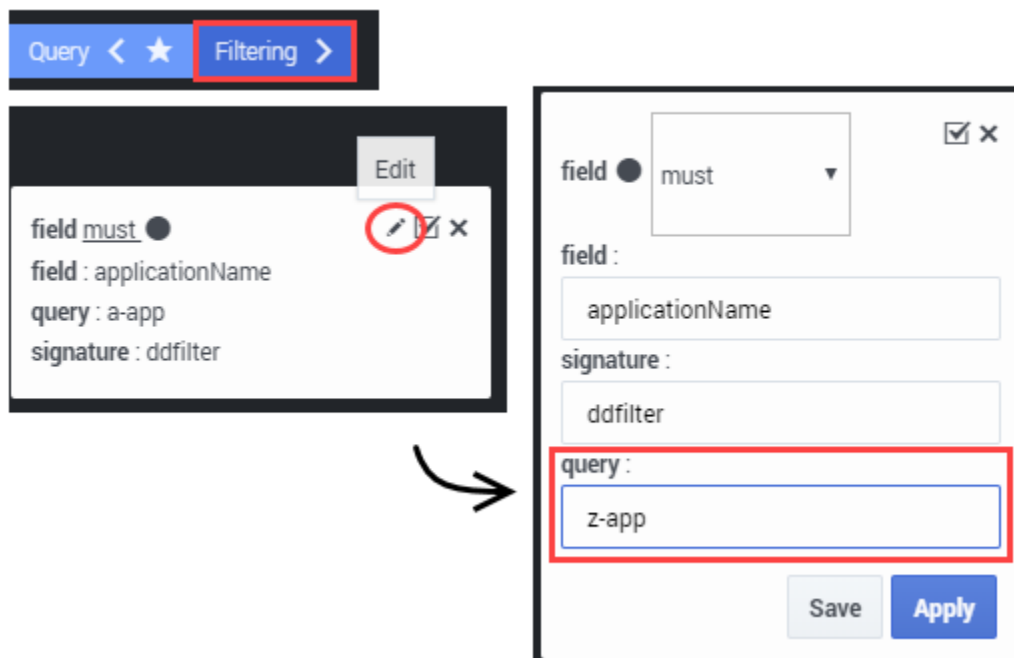 Query Filtering
Edit
field must
field : applicationName
query : a-app
signature : ddfilter
field must
field :
applicationName
signature :
ddfilter
query :
z-app
Save Apply